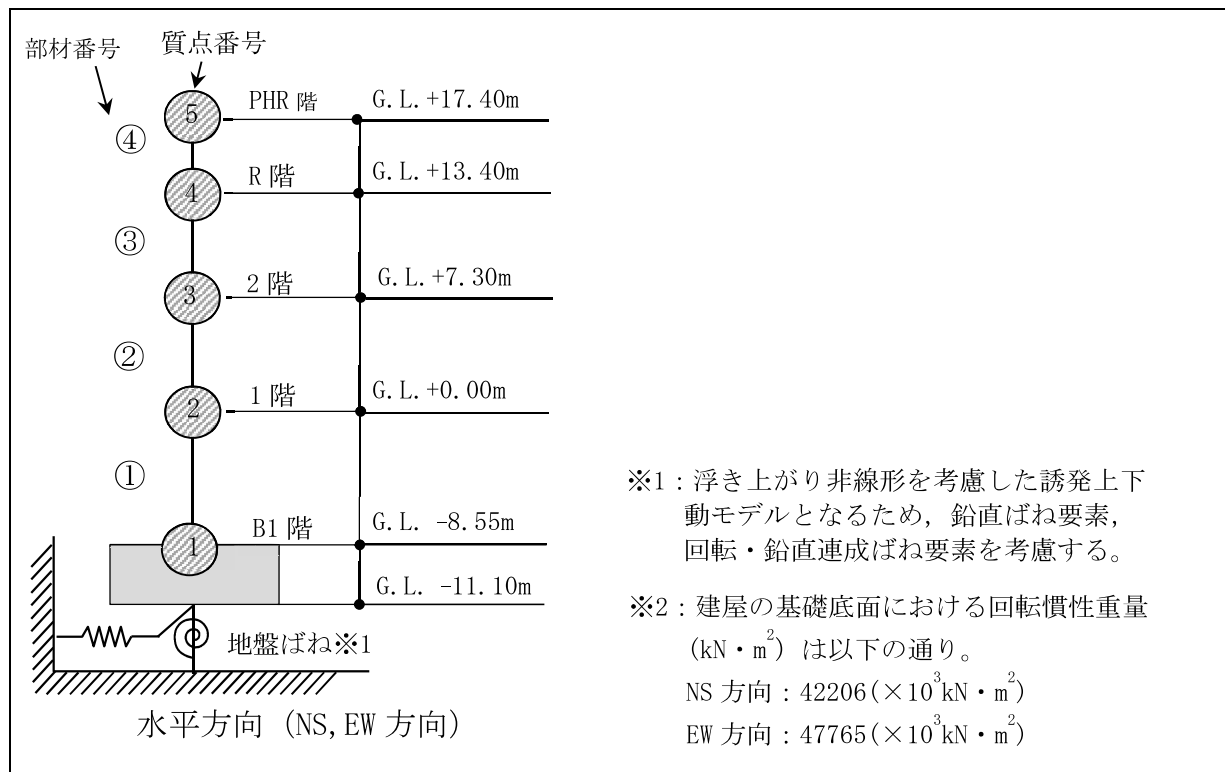 部材番号 質点番号
5 PHR 階 G.L.+17.40m
④
4 R 階 G.L.+13.40m
③
3 2 階 G.L.+7.30m
②
2 1 階 G.L.+0.00m
①
1 B1 階 G.L. -8.55m
G.L. -11.10m
地盤ばね※1
水平方向（NS, EW 方向）
※1：浮き上がり非線形を考慮した誘発上下
動モデルとなるため，鉛直ばね要素，
回転・鉛直連成ばね要素を考慮する。
※2：建屋の基礎底面における回転慣性重量
(kN・m²) は以下の通り。
NS 方向：42206(×10³kN・m²)
EW 方向：47765(×10³kN・m²)